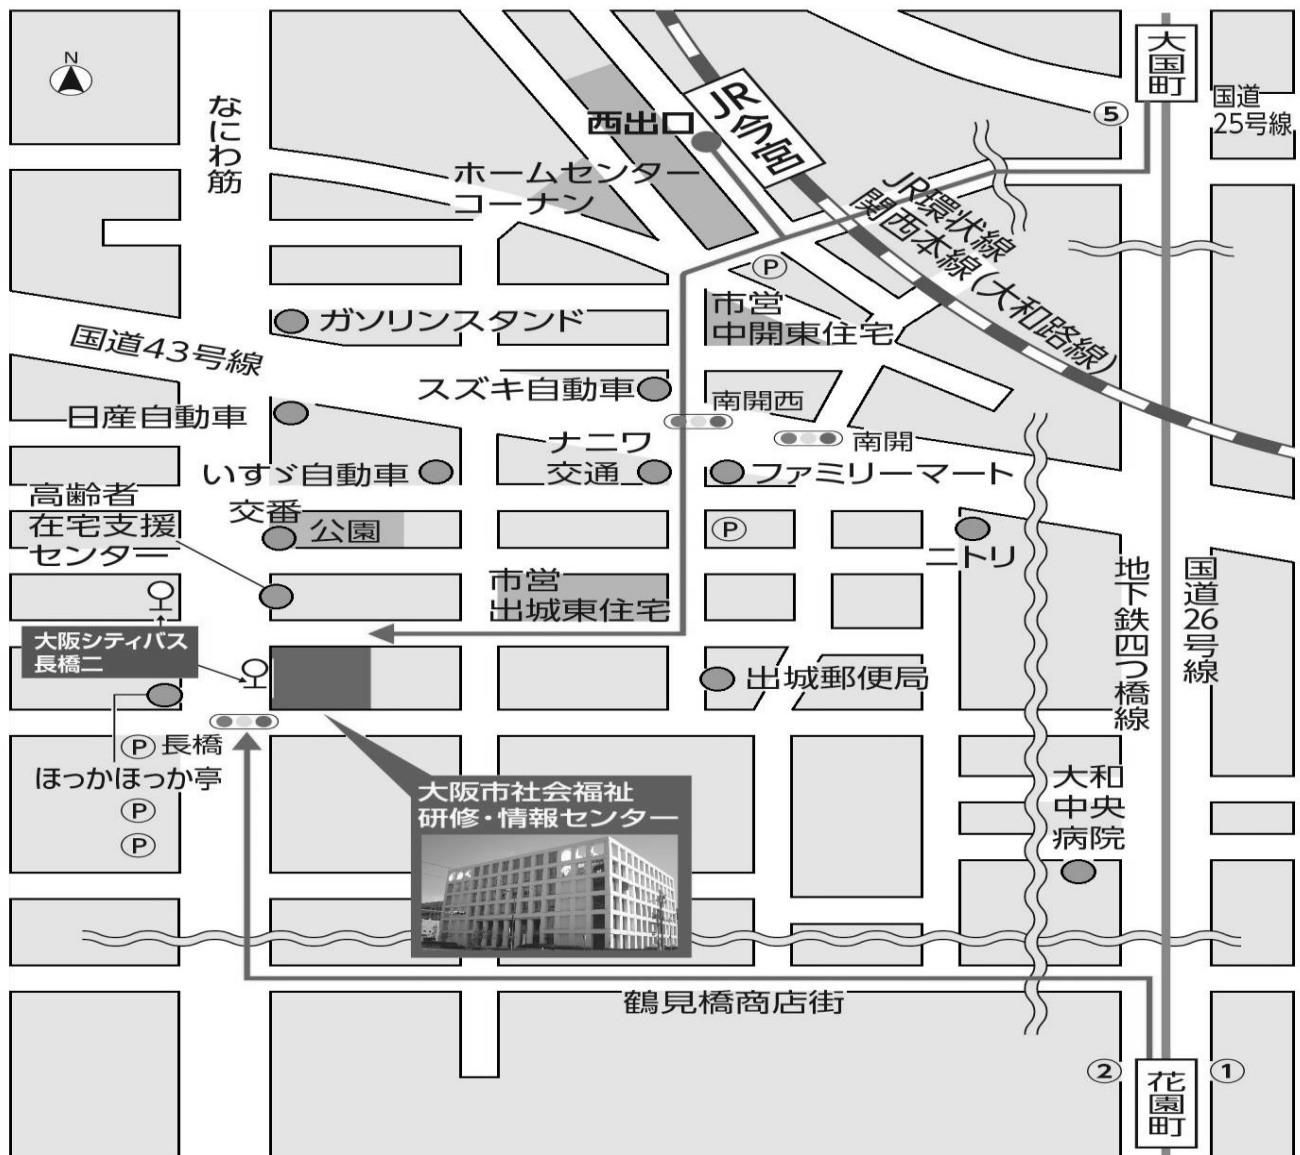 N
大国町
国道
25号線
5
なにわ筋
JR今宮
西出口
ホームセンター
コーナン
JR環状線
関西本線(大和路線)
P
市営
中開東住宅
ガソリンスタンド
国道43号線
スズキ自動車
南開西
日産自動車
ナニワ
交通
南開
いすゞ自動車
ファミリーマート
高齢者
在宅支援
センター
交番
公園
P
ニトリ
市営
出城東住宅
地下鉄四つ橋線
国道26号線
大阪シティバス
長橋二
出城郵便局
P
長橋
ほっかほっか亭
P
P
大阪市社会福祉
研修・情報センター
大和
中央
病院
鶴見橋商店街
2
花園町
1